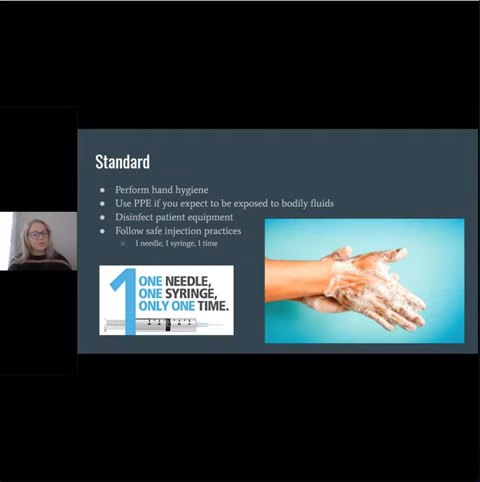 Standard
Perform hand hygiene
Use PPE if you expect to be exposed to bodily fluids
Disinfect patient equipment
Follow safe injection practices
1 needle, 1 syringe, 1 time
1 ONE NEEDLE,
ONE SYRINGE,
ONLY ONE TIME.